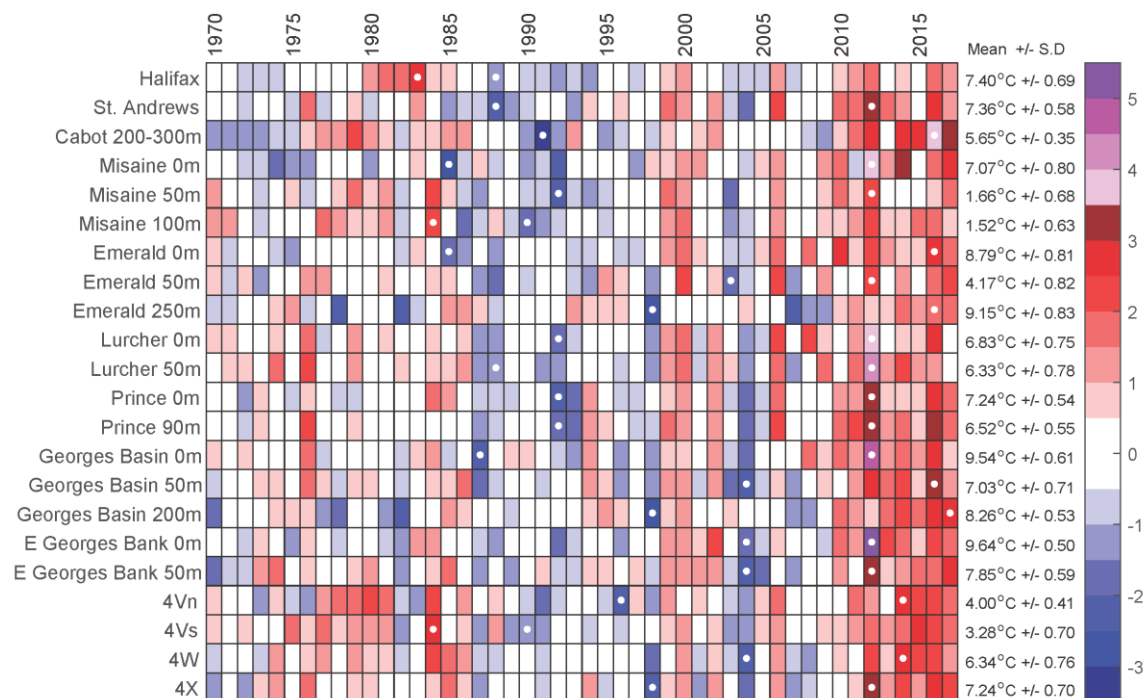 1970 1975 1980 1985 1990 1995 2000 2005 2010 2015
Mean +/- S.D
Halifax 7.40°C +/- 0.69
St. Andrews 7.36°C +/- 0.58
Cabot 200-300m 5.65°C +/- 0.35
Misaine 0m 7.07°C +/- 0.80
Misaine 50m 1.66°C +/- 0.68
Misaine 100m 1.52°C +/- 0.63
Emerald 0m 8.79°C +/- 0.81
Emerald 50m 4.17°C +/- 0.82
Emerald 250m 9.15°C +/- 0.83
Lurcher 0m 6.83°C +/- 0.75
Lurcher 50m 6.33°C +/- 0.78
Prince 0m 7.24°C +/- 0.54
Prince 90m 6.52°C +/- 0.55
Georges Basin 0m 9.54°C +/- 0.61
Georges Basin 50m 7.03°C +/- 0.71
Georges Basin 200m 8.26°C +/- 0.53
E Georges Bank 0m 9.64°C +/- 0.50
E Georges Bank 50m 7.85°C +/- 0.59
4Vn 4.00°C +/- 0.41
4Vs 3.28°C +/- 0.70
4W 6.34°C +/- 0.76
4X 7.24°C +/- 0.70
5
4
3
2
1
0
-1
-2
-3